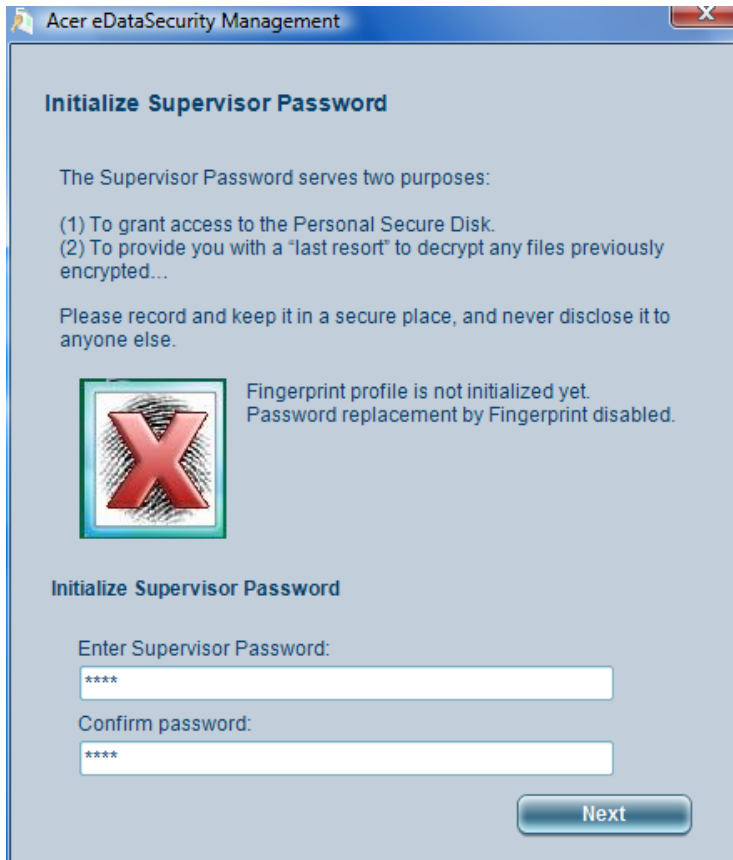 Acer eDataSecurity Management
X
Initialize Supervisor Password
The Supervisor Password serves two purposes:
(1) To grant access to the Personal Secure Disk.
(2) To provide you with a “last resort” to decrypt any files previously
encrypted...
Please record and keep it in a secure place, and never disclose it to
anyone else.
Fingerprint profile is not initialized yet.
Password replacement by Fingerprint disabled.
Initialize Supervisor Password
Enter Supervisor Password:
****
Confirm password:
****
Next